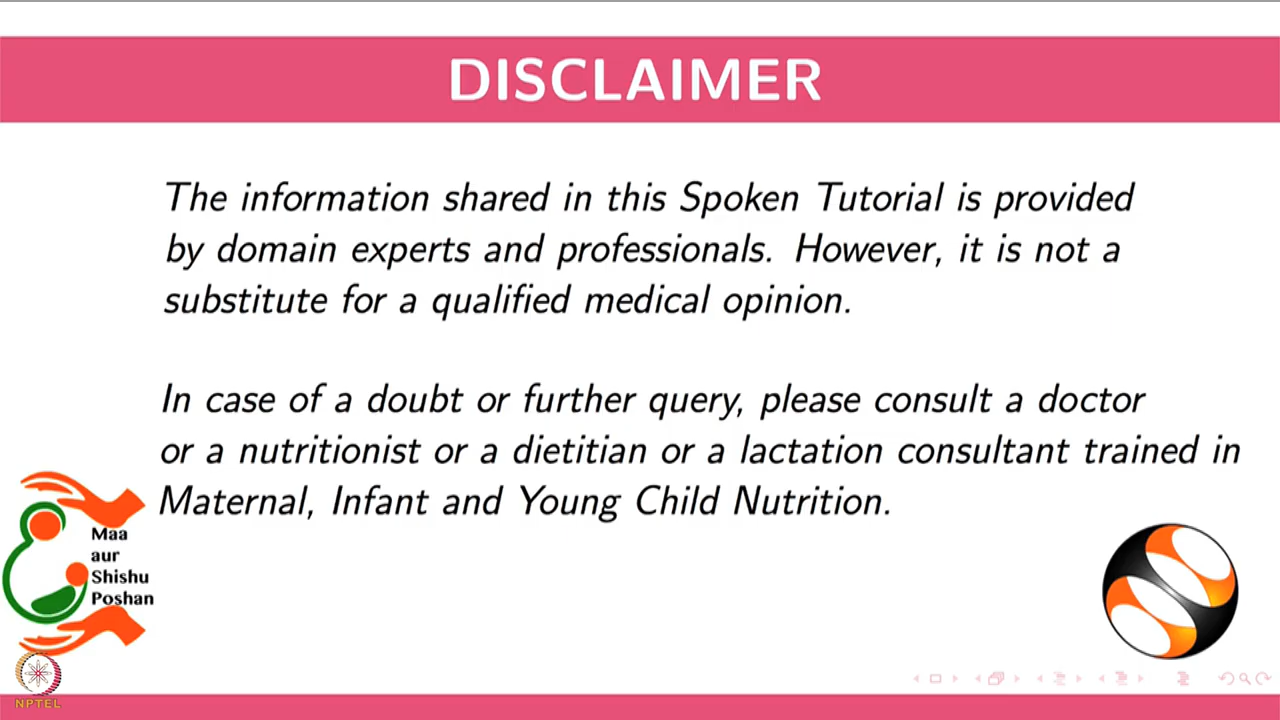 DISCLAIMER
The information shared in this Spoken Tutorial is provided
by domain experts and professionals. However, it is not a
substitute for a qualified medical opinion.
In case of a doubt or further query, please consult a doctor
or a nutritionist or a dietitian or a lactation consultant trained in
Maternal, Infant and Young Child Nutrition.
Maa
aur
Shishu
Poshan
NPTEL